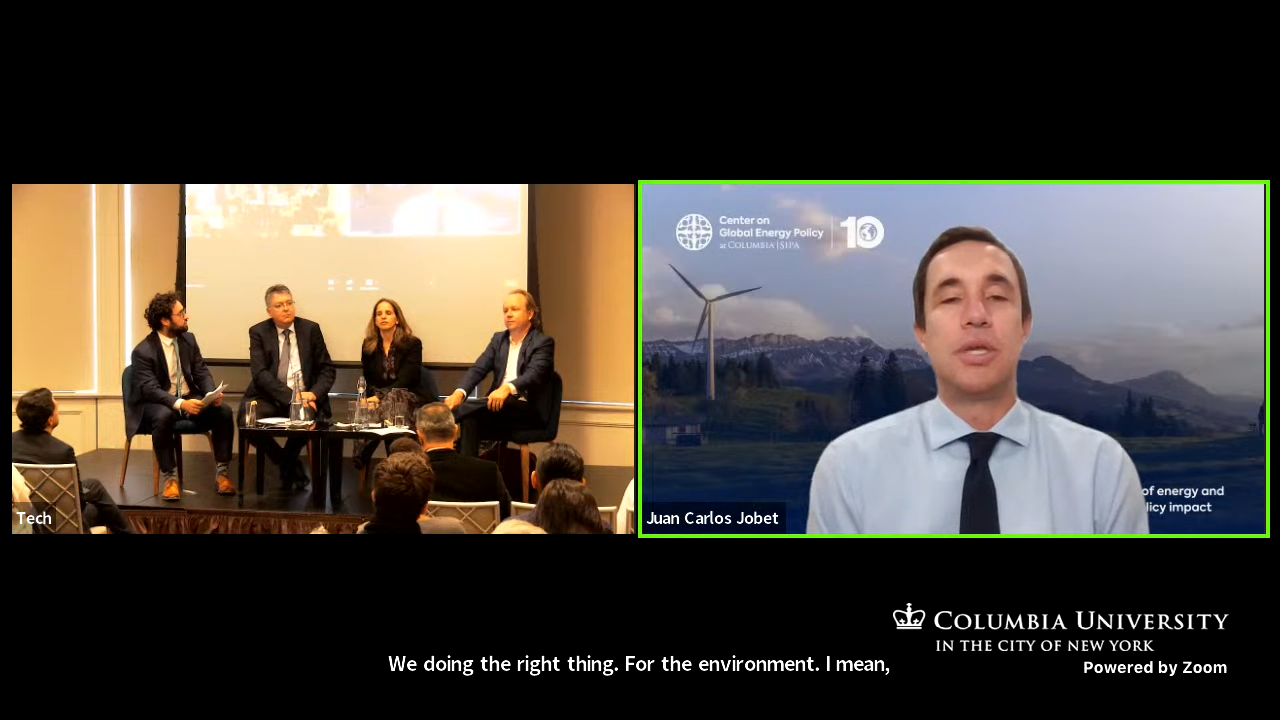 Center on
Global Energy Policy
at COLUMBIA | SIPA
10
of energy and
licy impact
Tech
Juan Carlos Jobet
COLUMBIA UNIVERSITY
IN THE CITY OF NEW YORK
We doing the right thing. For the environment. I mean,
Powered by Zoom